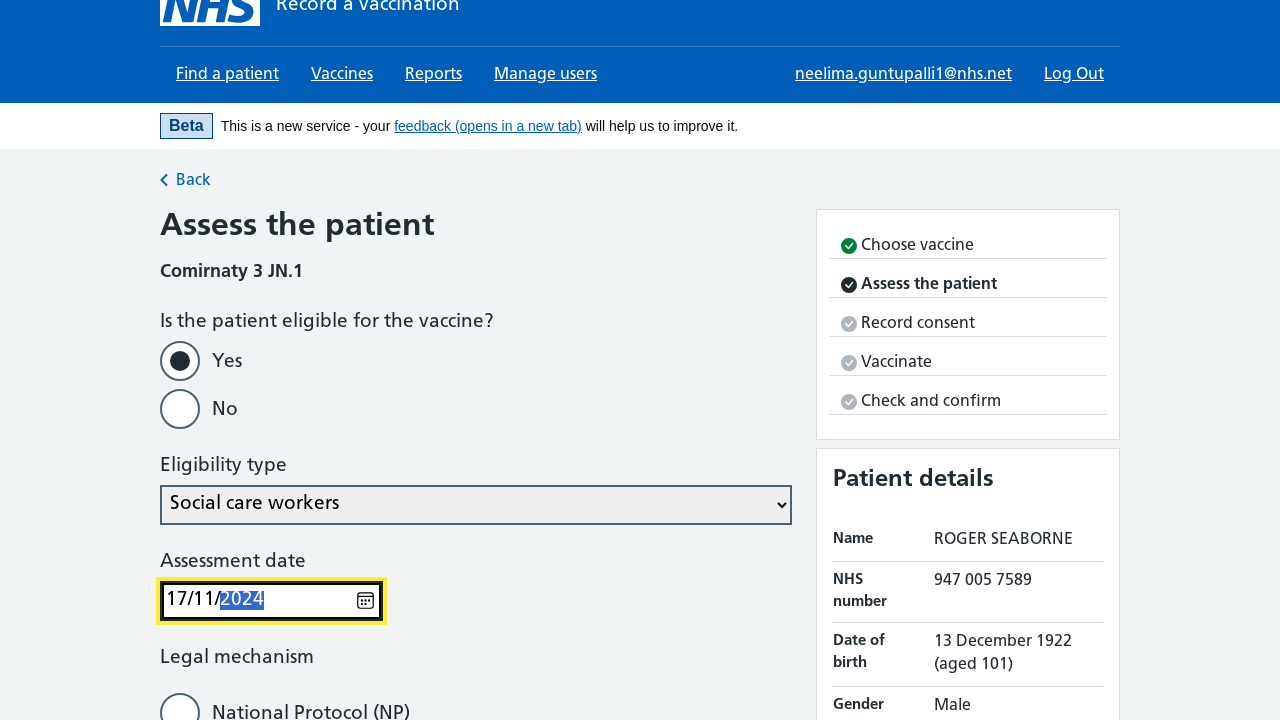 NHS Record a vaccination
Find a patient Vaccines Reports Manage users neelima.guntupalli1@nhs.net Log Out
Beta This is a new service - your feedback (opens in a new tab) will help us to improve it.
Back
Assess the patient
Comirnaty 3 JN.1
Is the patient eligible for the vaccine?
Yes
No
Eligibility type
Social care workers
Assessment date
17/11/2024
Legal mechanism
National Protocol (NP)
Choose vaccine
Assess the patient
Record consent
Vaccinate
Check and confirm
Patient details
Name ROGER SEABORNE
NHS number 947 005 7589
Date of birth 13 December 1922 (aged 101)
Gender Male